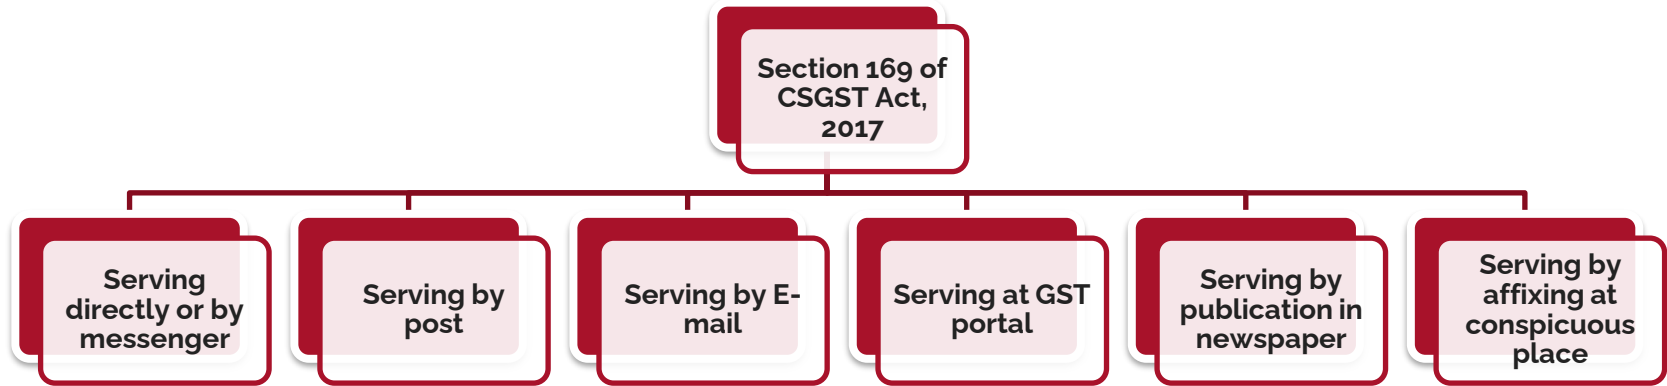 Section 169 of
CSGST Act,
2017
Serving
directly or by
messenger
Serving by
post
Serving by E-
mail
Serving at GST
portal
Serving by
publication in
newspaper
Serving by
affixing at
conspicuous
place